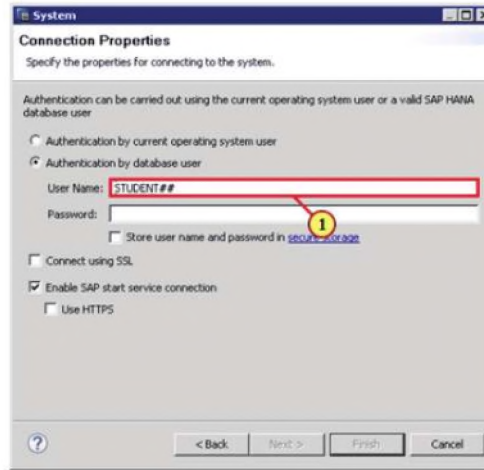 System
Connection Properties
Specify the properties for connecting to the system.
Authentication can be carried out using the current operating system user or a valid SAP HANA
database user
Authentication by current operating system user
Authentication by database user
User Name: STUDENT##
Password:
1
Store user name and password in secure storage
Connect using SSL
Enable SAP start service connection
Use HTTPS
? < Back Next > Finish Cancel